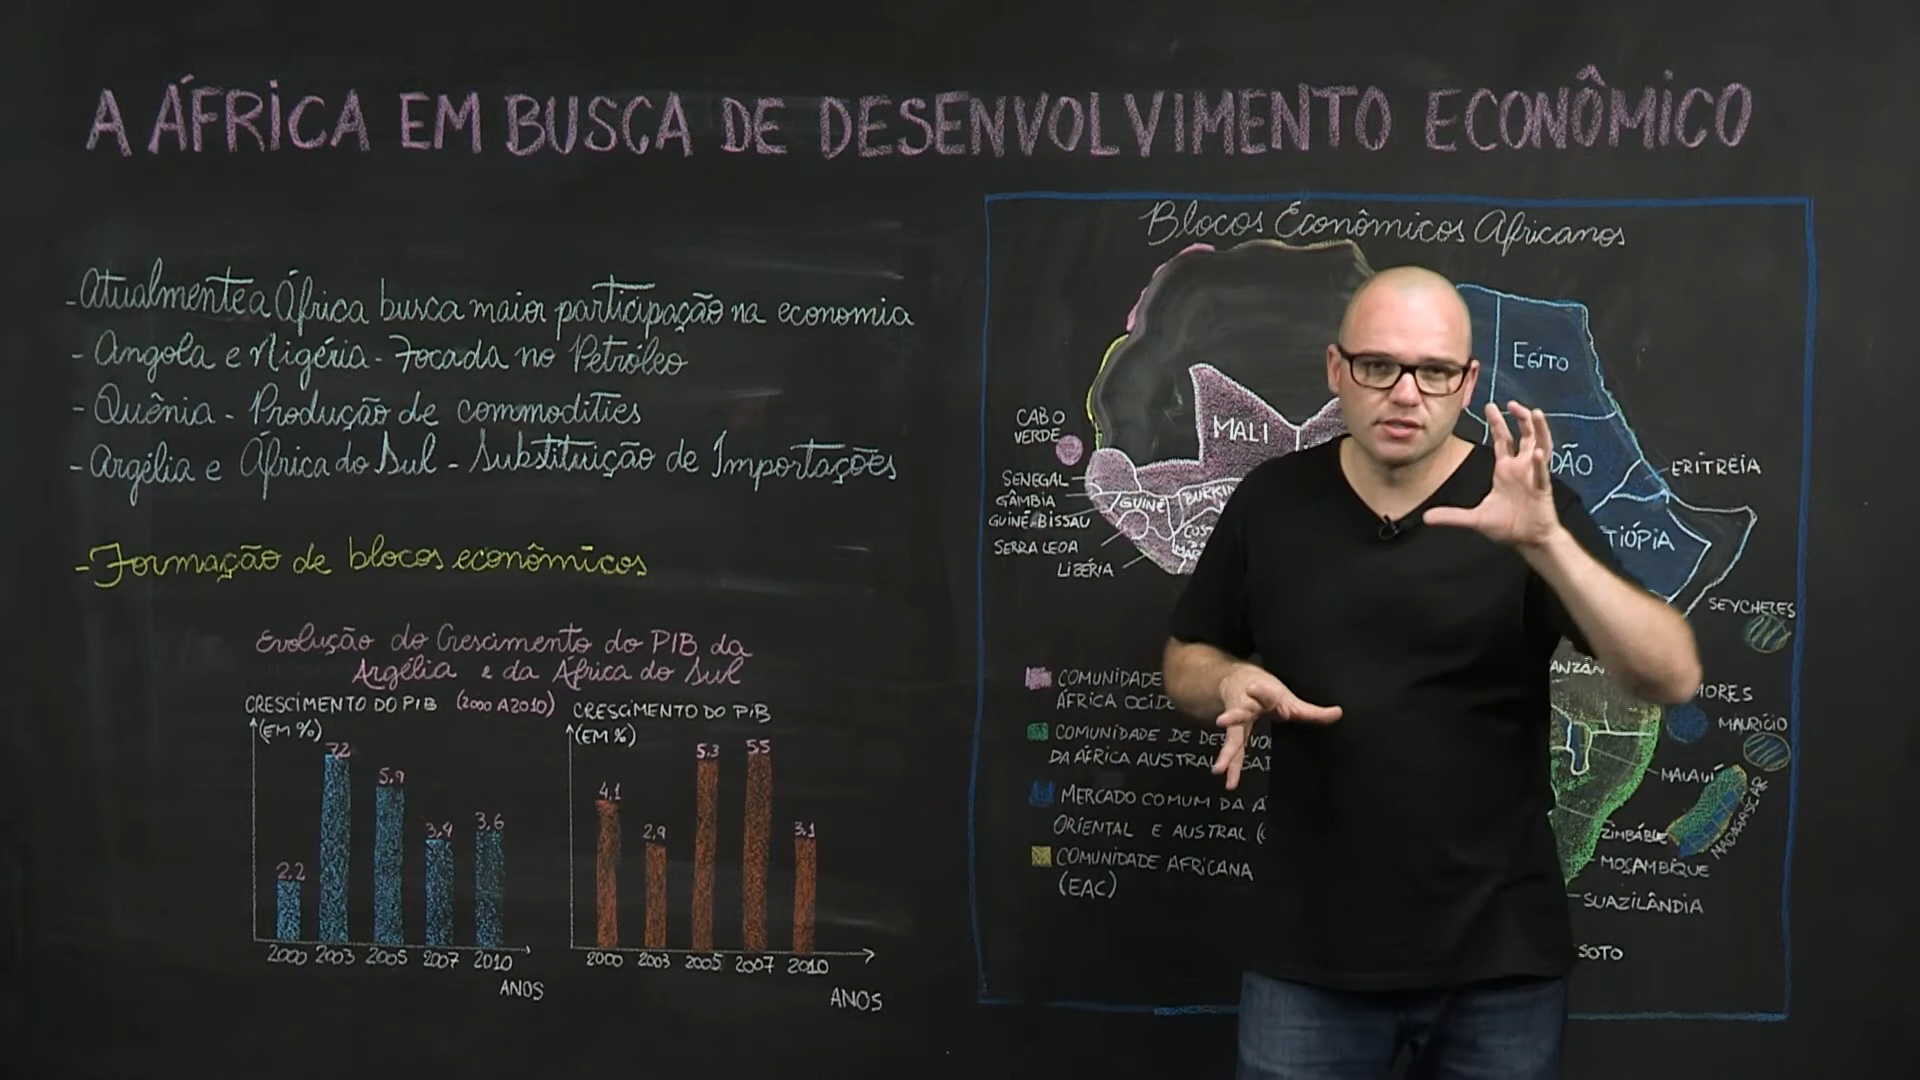 A ÁFRICA EM BUSCA DE DESENVOLVIMENTO ECONÔMICO
- Atualmente a África busca maior participação na economia
- Angola e Nigéria - Focada no Petróleo
- Quênia - Produção de commodities
- Argélia e África do Sul - Substituição de Importações
- Formação de blocos econômicos
Evolução do Crescimento do PIB da
Argélia e da África do Sul
(2000 A 2010)
CRESCIMENTO DO PIB
(EM %)
7,2
5,9
3,4
3,6
2,2
2000 2003 2005 2007 2010
ANOS
CRESCIMENTO DO PIB
(EM %)
5.3
5.5
4.1
2,9
3.1
2000 2003 2005 2007 2010
ANOS
Blocos Econômicos Africanos
EGITO
CABO
VERDE
MALI
ERITREIA
SENEGAL
GÂMBIA
GUINÉ
GUINÉ-BISSAU
SERRA LEOA
LIBÉRIA
SEYCHELES
COMUNIDADE
ÁFRICA
MAURICIO
COMUNIDADE DE
DA ÁFRICA AUSTRAL
MALAUÍ
MADAGASCAR
MERCADO COMUM DA
ORIENTAL E AUSTRAL
ZIMBÁBUE
COMUNIDADE AFRICANA
(EAC)
MOÇAMBIQUE
SUAZILÂNDIA